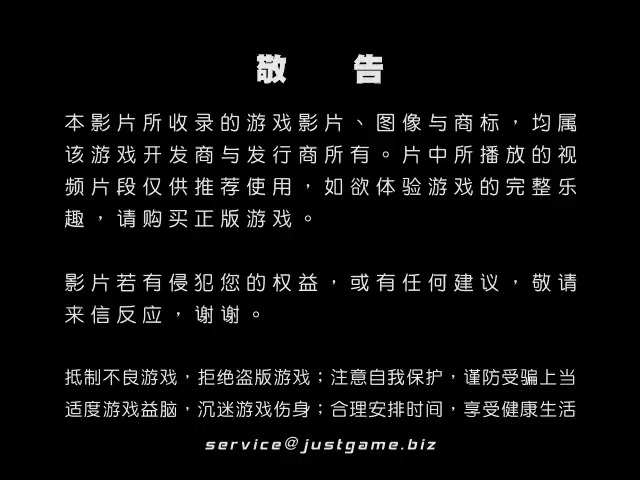 敬 告
本影片所收录的游戏影片、图像与商标，均属
该游戏开发商与发行商所有。片中所播放的视
频片段仅供推荐使用，如欲体验游戏的完整乐
趣，请购买正版游戏。
影片若有侵犯您的权益，或有任何建议，敬请
来信反应，谢谢。
抵制不良游戏，拒绝盗版游戏；注意自我保护，谨防受骗上当
适度游戏益脑，沉迷游戏伤身；合理安排时间，享受健康生活
service@justgame.biz